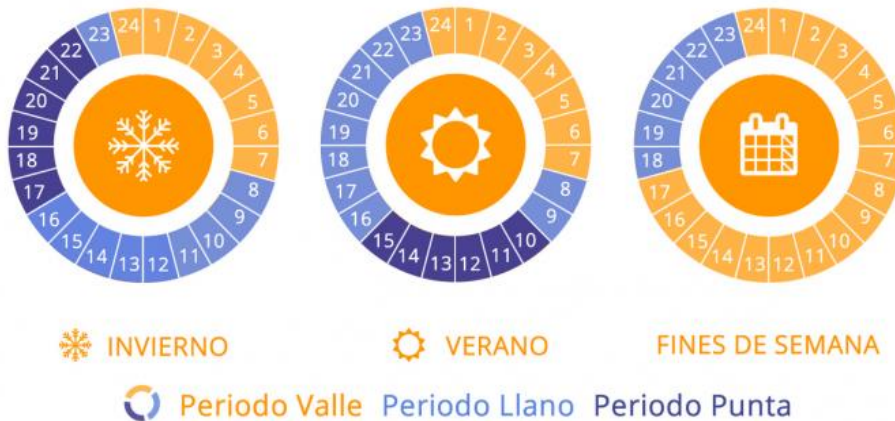 24 1 2 3 4 5 6 7 8 9 10 11 12 13 14 15 16 17 18 19 20 21 22 23
24 1 2 3 4 5 6 7 8 9 10 11 12 13 14 15 16 17 18 19 20 21 22 23
24 1 2 3 4 5 6 7 8 9 10 11 12 13 14 15 16 17 18 19 20 21 22 23
INVIERNO
VERANO
FINES DE SEMANA
Periodo Valle Periodo Llano Periodo Punta